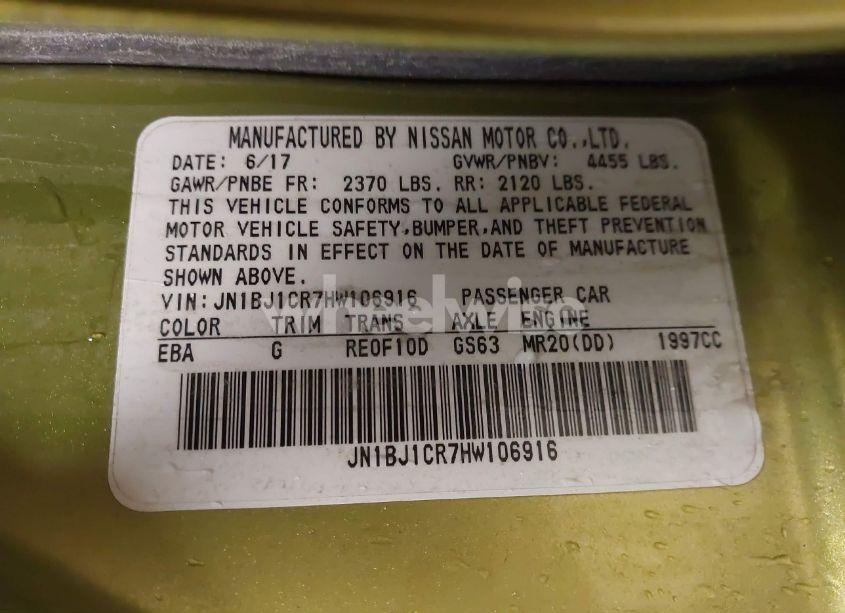 MANUFACTURED BY NISSAN MOTOR CO.,LTD.
DATE: 6/17 GVWR/PNBV: 4455 LBS.
GAWR/PNBE FR: 2370 LBS. RR: 2120 LBS.
THIS VEHICLE CONFORMS TO ALL APPLICABLE FEDERAL
MOTOR VEHICLE SAFETY,BUMPER,AND THEFT PREVENTION
STANDARDS IN EFFECT ON THE DATE OF MANUFACTURE
SHOWN ABOVE.
VIN:JN1BJ1CR7HW106916 PASSENGER CAR
COLOR TRIM TRANS AXLE ENGINE
EBA G RE0F10D GS63 MR20(DD) 1997CC
JN1BJ1CR7HW106916